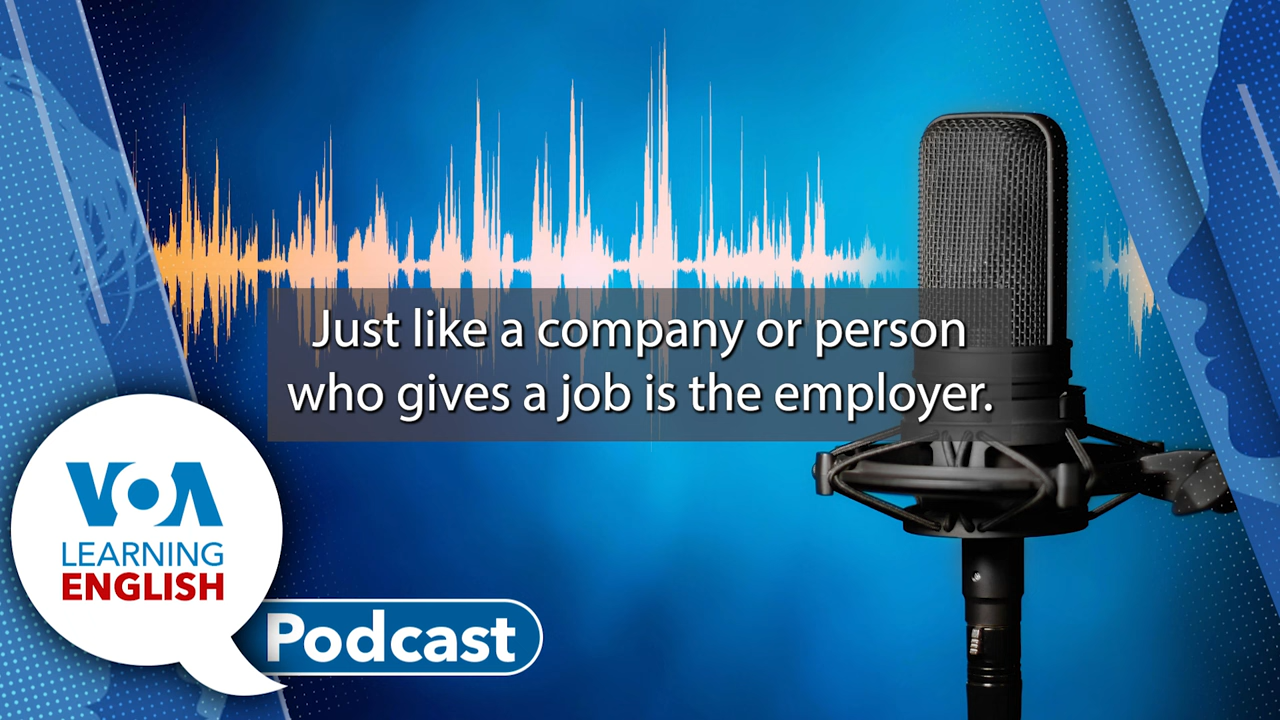 Just like a company or person
who gives a job is the employer.
VOA
LEARNING
ENGLISH
Podcast